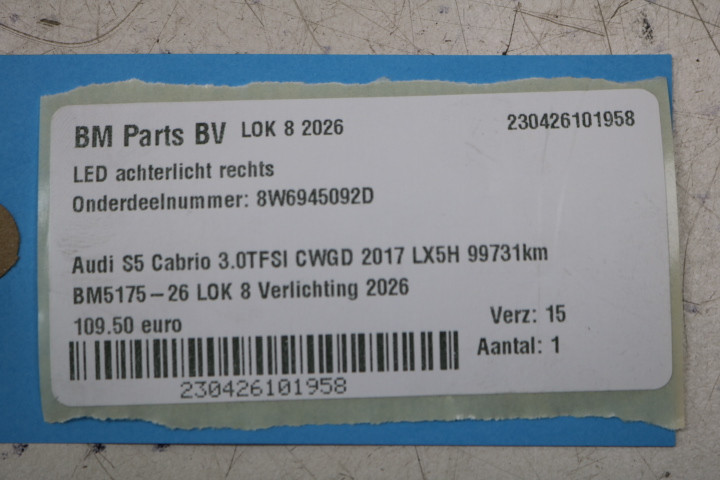 BM Parts BV LOK 8 2026 230426101958
LED achterlicht rechts
Onderdeelnummer: 8W6945092D
Audi S5 Cabrio 3.0TFSI CWGD 2017 LX5H 99731km
BM5175-26 LOK 8 Verlichting 2026
109.50 euro Verz: 15
Aantal: 1
230426101958